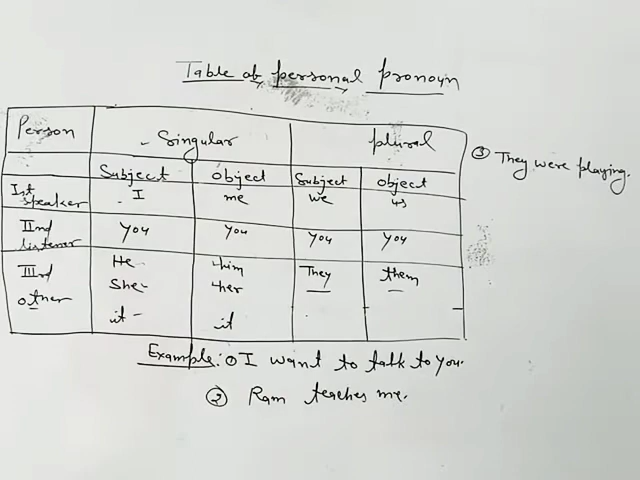 Table of personal pronoun
Person Singular plural
Subject object Subject object
Ist speaker I me we us
IInd listener You You You You
IIIrd other He him They them
She her
it it
Example: ① I want to talk to you.
② Ram teaches me.
③ They were playing.